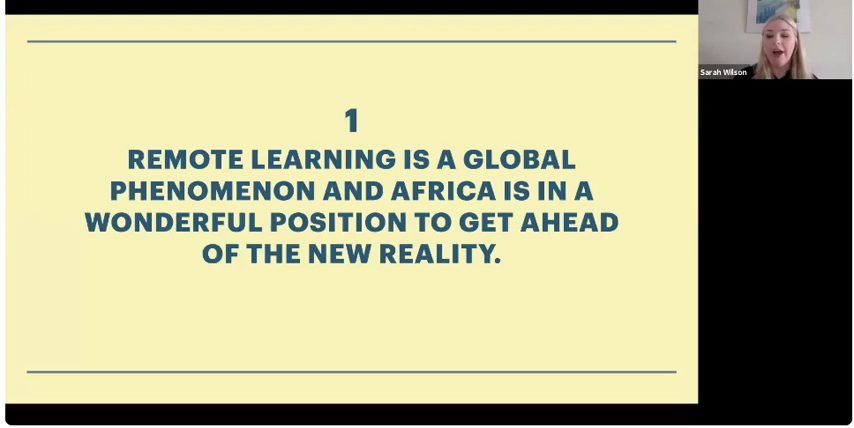 1
REMOTE LEARNING IS A GLOBAL
PHENOMENON AND AFRICA IS IN A
WONDERFUL POSITION TO GET AHEAD
OF THE NEW REALITY.
Sarah Wilson